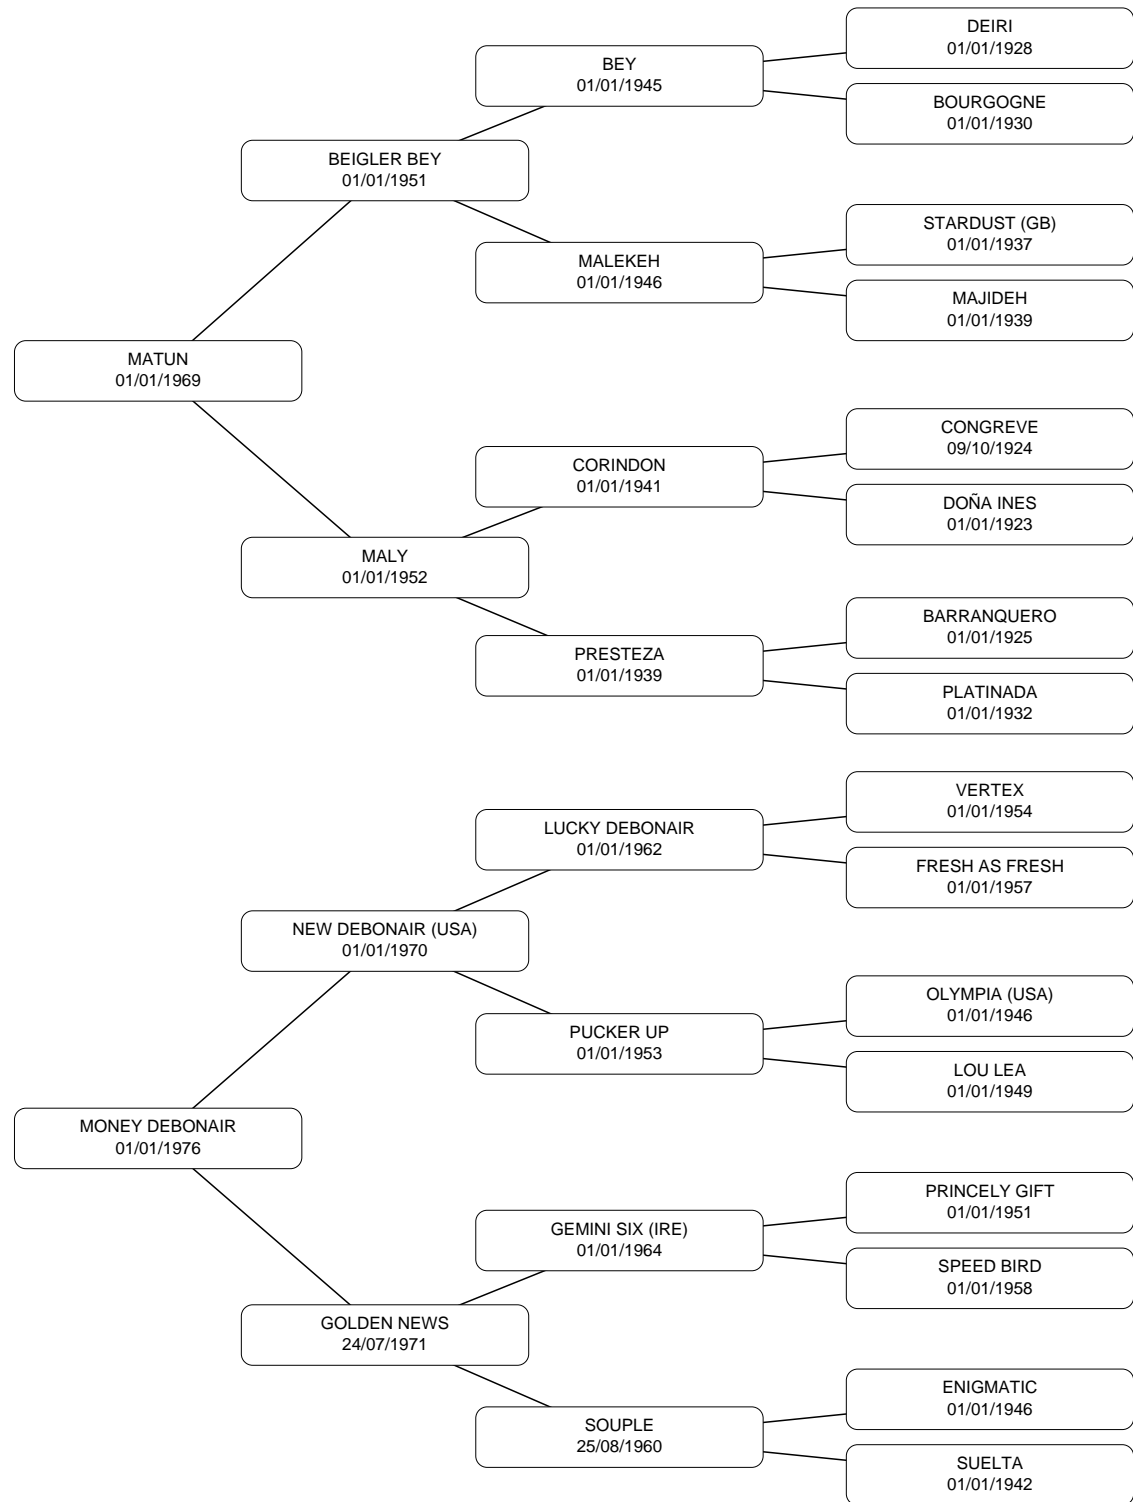 DEIRI
01/01/1928
BEY
01/01/1945
BOURGOGNE
01/01/1930
BEIGLER BEY
01/01/1951
STARDUST (GB)
01/01/1937
MALEKEH
01/01/1946
MAJIDEH
01/01/1939
MATUN
01/01/1969
CONGREVE
09/10/1924
CORINDON
01/01/1941
DOÑA INES
01/01/1923
MALY
01/01/1952
BARRANQUERO
01/01/1925
PRESTEZA
01/01/1939
PLATINADA
01/01/1932
VERTEX
01/01/1954
LUCKY DEBONAIR
01/01/1962
FRESH AS FRESH
01/01/1957
NEW DEBONAIR (USA)
01/01/1970
OLYMPIA (USA)
01/01/1946
PUCKER UP
01/01/1953
LOU LEA
01/01/1949
MONEY DEBONAIR
01/01/1976
PRINCELY GIFT
01/01/1951
GEMINI SIX (IRE)
01/01/1964
SPEED BIRD
01/01/1958
GOLDEN NEWS
24/07/1971
ENIGMATIC
01/01/1946
SOUPLE
25/08/1960
SUELTA
01/01/1942